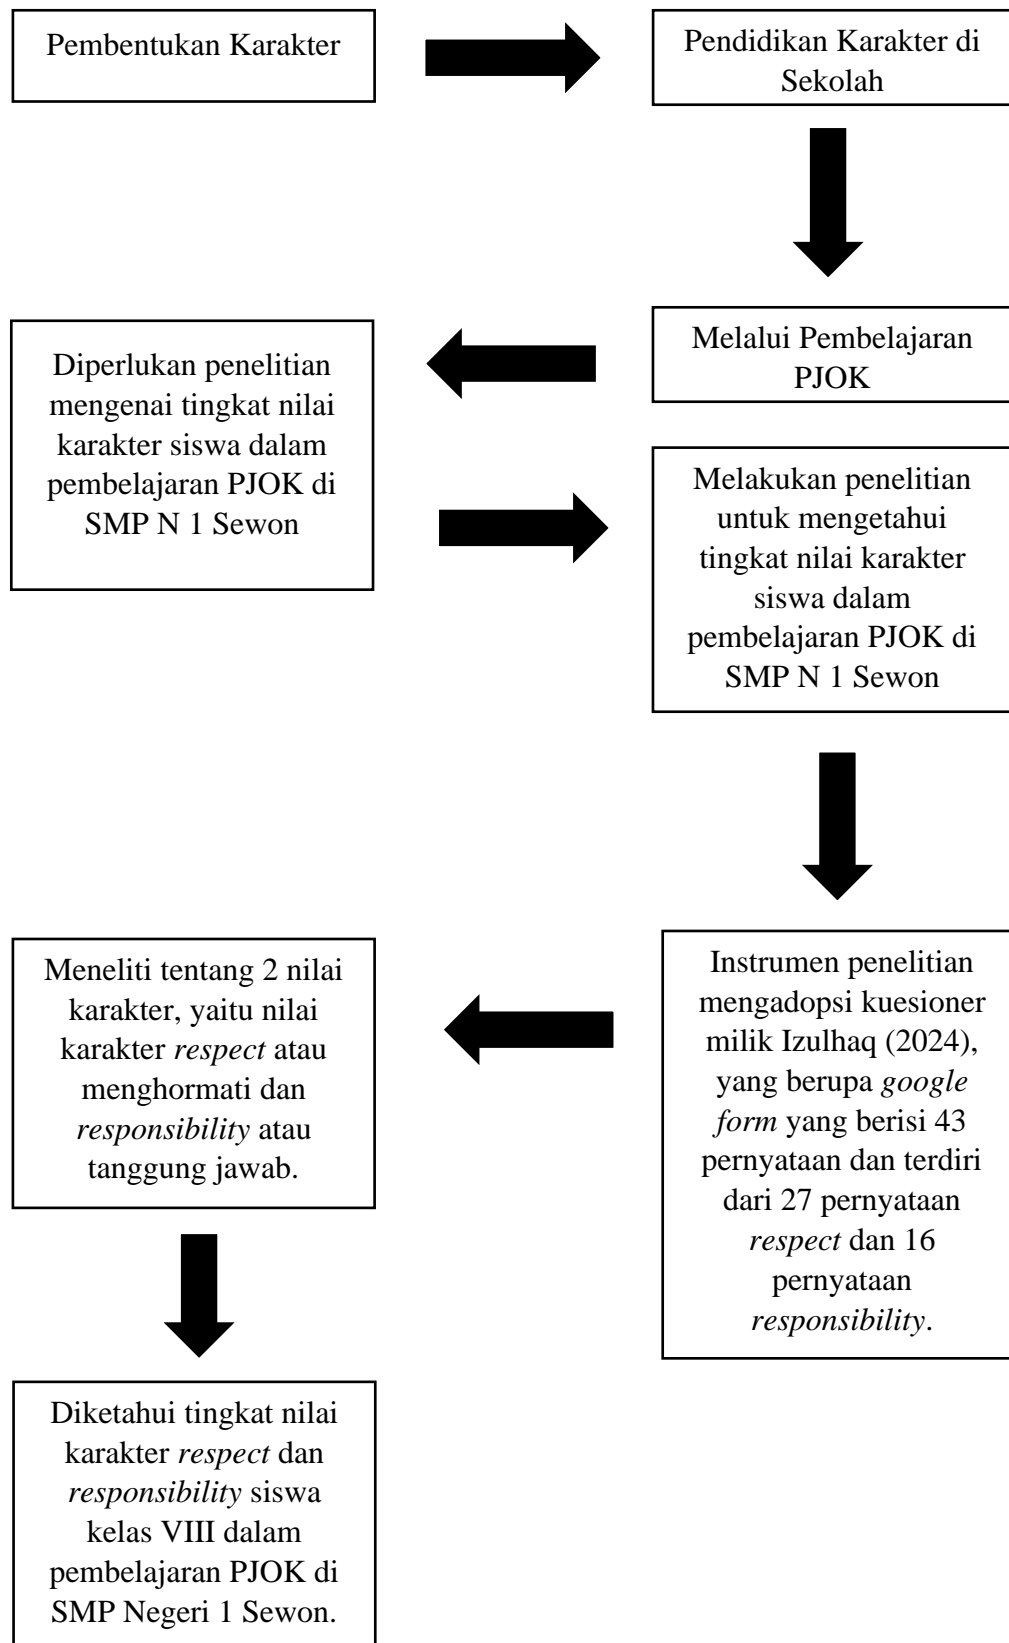 Pembentukan Karakter
Pendidikan Karakter di
Sekolah
Melalui Pembelajaran
PJOK
Diperlukan penelitian
mengenai tingkat nilai
karakter siswa dalam
pembelajaran PJOK di
SMP N 1 Sewon
Melakukan penelitian
untuk mengetahui
tingkat nilai karakter
siswa dalam
pembelajaran PJOK di
SMP N 1 Sewon
Instrumen penelitian
mengadopsi kuesioner
milik Izulhaq (2024),
yang berupa google
form yang berisi 43
pernyataan dan terdiri
dari 27 pernyataan
respect dan 16
pernyataan
responsibility.
Meneliti tentang 2 nilai
karakter, yaitu nilai
karakter respect atau
menghormati dan
responsibility atau
tanggung jawab.
Diketahui tingkat nilai
karakter respect dan
responsibility siswa
kelas VIII dalam
pembelajaran PJOK di
SMP Negeri 1 Sewon.